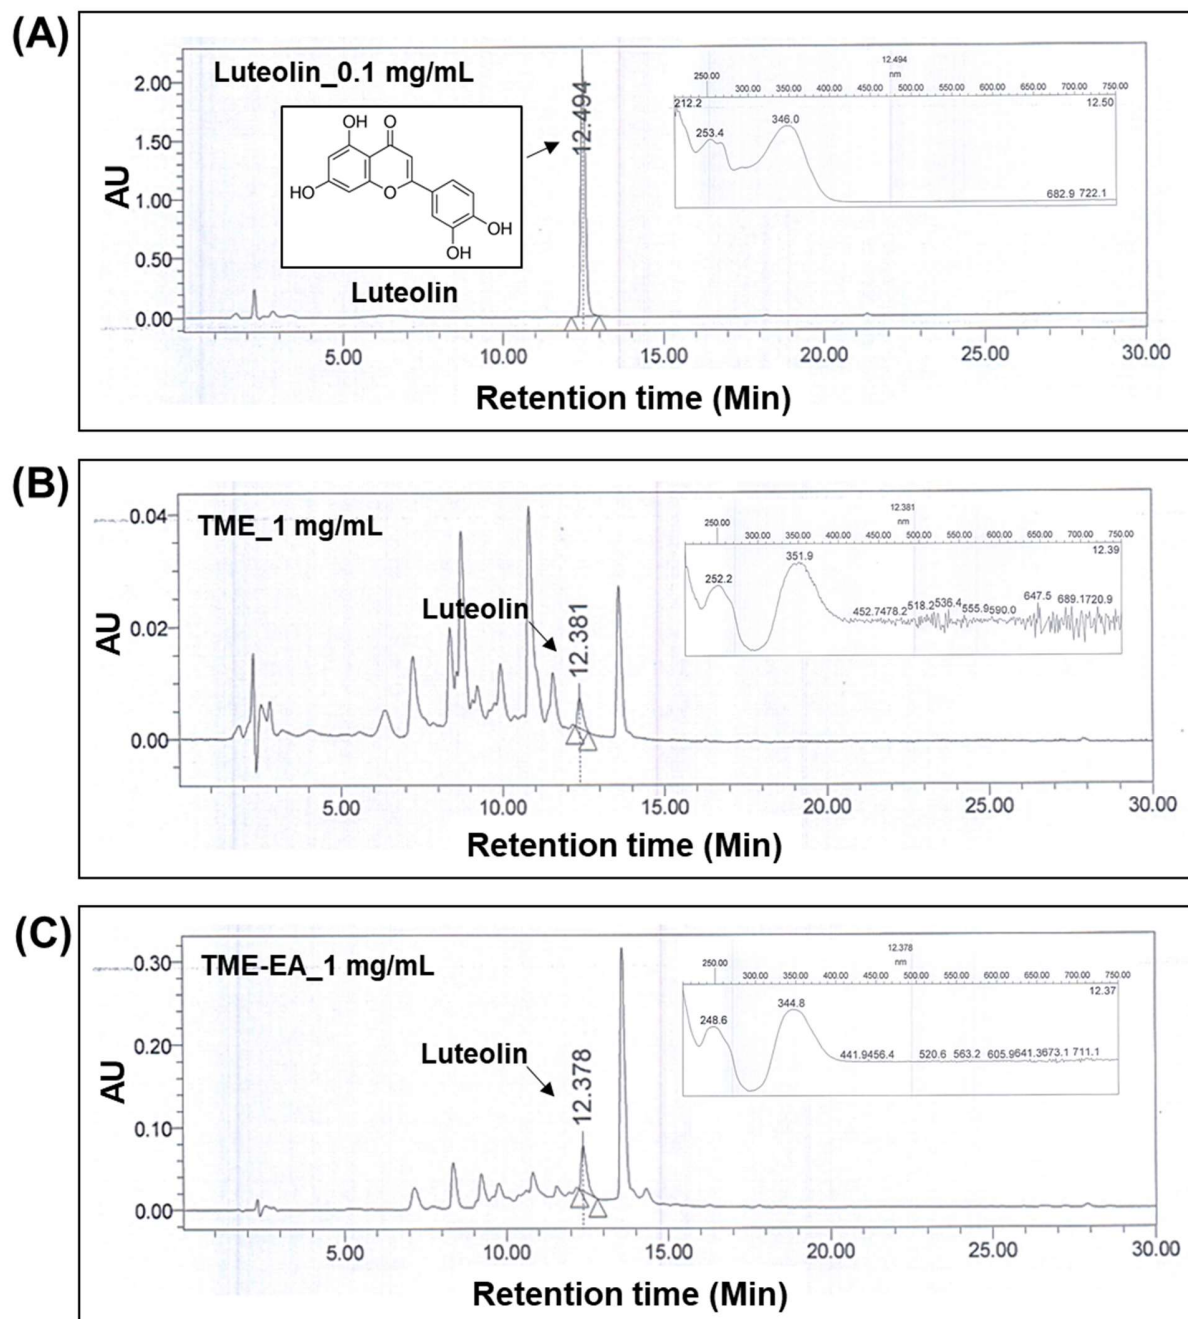 (A)
Luteolin_0.1 mg/mL
OH
O
HO
O
OH
OH
Luteolin
12.494
AU
2.00
1.50
1.00
0.50
0.00
5.00 10.00 15.00 20.00 25.00 30.00
Retention time (Min)
12.494
nm
250.00 300.00 350.00 400.00 450.00 500.00 550.00 600.00 650.00 700.00 750.00
12.50
212.2
253.4
346.0
682.9 722.1
(B)
TME_1 mg/mL
Luteolin
12.381
AU
0.04
0.02
0.00
5.00 10.00 15.00 20.00 25.00 30.00
Retention time (Min)
12.381
nm
250.00 300.00 350.00 400.00 450.00 500.00 550.00 600.00 650.00 700.00 750.00
12.39
252.2
351.9
452.7478.2 518.2 536.4 555.9590.0 647.5 689.1720.9
(C)
TME-EA_1 mg/mL
Luteolin
12.378
AU
0.30
0.20
0.10
0.00
5.00 10.00 15.00 20.00 25.00 30.00
Retention time (Min)
12.378
nm
250.00 300.00 350.00 400.00 450.00 500.00 550.00 600.00 650.00 700.00 750.00
12.37
248.6
344.8
441.9456.4 520.6 563.2 605.9641.3673.1 711.1